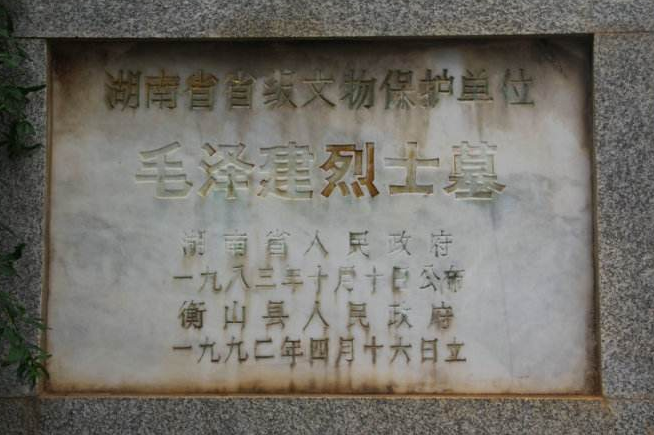 湖南省省级文物保护单位
毛泽建烈士墓
湖南省人民政府
一九八三年十月十日公布
衡山县人民政府
一九九二年四月十六日立